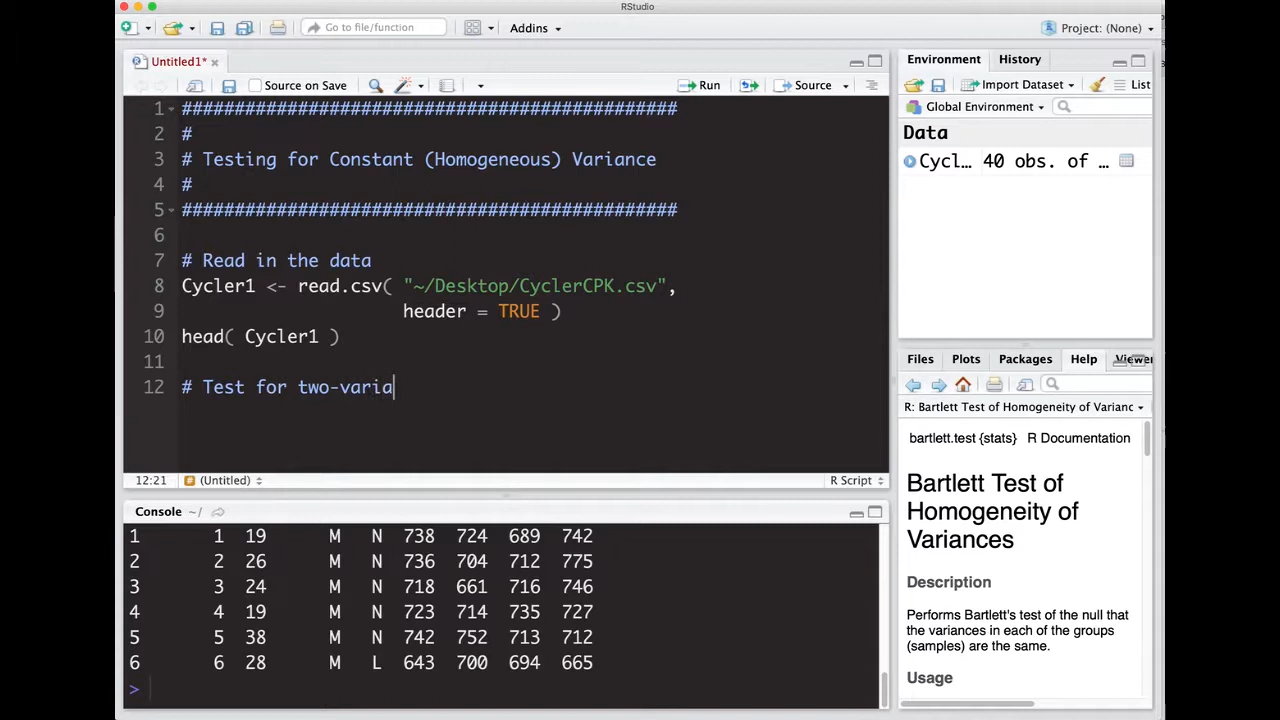 RStudio
Go to file/function
Addins
Project: (None)
Untitled1*
Source on Save
Run
Source
1 ###############################################
2 #
3 # Testing for Constant (Homogeneous) Variance
4 #
5 ###############################################
6
7 # Read in the data
8 Cycler1 <- read.csv( "~/Desktop/CyclerCPK.csv",
9 header = TRUE )
10 head( Cycler1 )
11
12 # Test for two-varia
12:21 (Untitled) R Script
Console ~/
1 1 19 M N 738 724 689 742
2 2 26 M N 736 704 712 775
3 3 24 M N 718 661 716 746
4 4 19 M N 723 714 735 727
5 5 38 M N 742 752 713 712
6 6 28 M L 643 700 694 665
>
Environment History
Import Dataset List
Global Environment
Data
Cycl… 40 obs. of …
Files Plots Packages Help Viewer
R: Bartlett Test of Homogeneity of Varianc
bartlett.test {stats} R Documentation
Bartlett Test of
Homogeneity of
Variances
Description
Performs Bartlett's test of the null that
the variances in each of the groups
(samples) are the same.
Usage